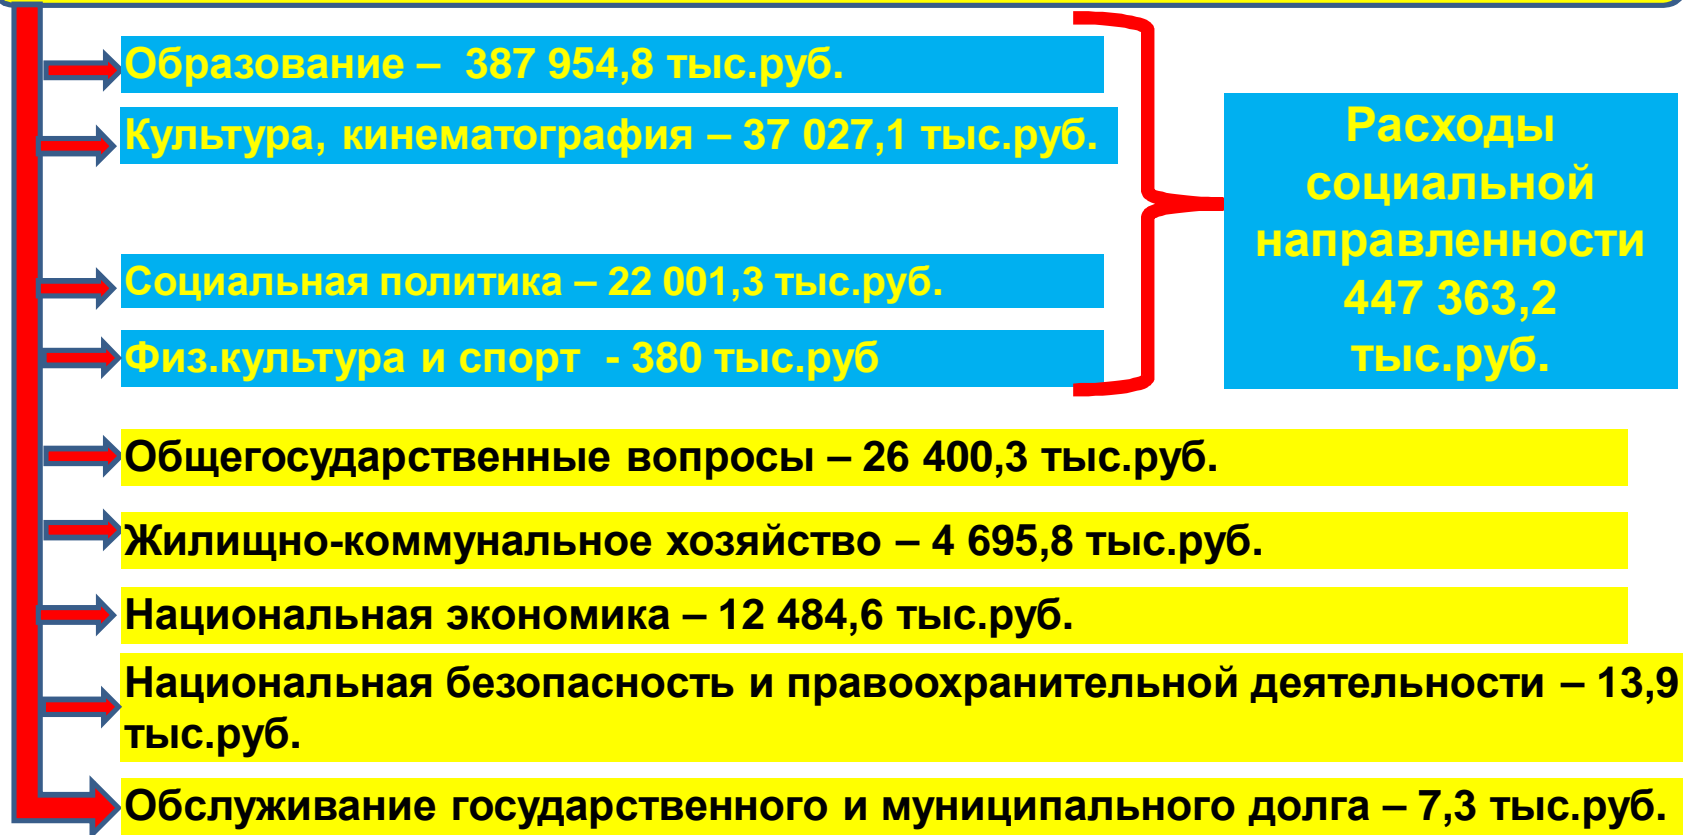 Образование – 387 954,8 тыс.руб.
Культура, кинематография – 37 027,1 тыс.руб.
Социальная политика – 22 001,3 тыс.руб.
Физ.культура и спорт - 380 тыс.руб
Расходы
социальной
направленности
447 363,2
тыс.руб.
Общегосударственные вопросы – 26 400,3 тыс.руб.
Жилищно-коммунальное хозяйство – 4 695,8 тыс.руб.
Национальная экономика – 12 484,6 тыс.руб.
Национальная безопасность и правоохранительной деятельности – 13,9
тыс.руб.
Обслуживание государственного и муниципального долга – 7,3 тыс.руб.